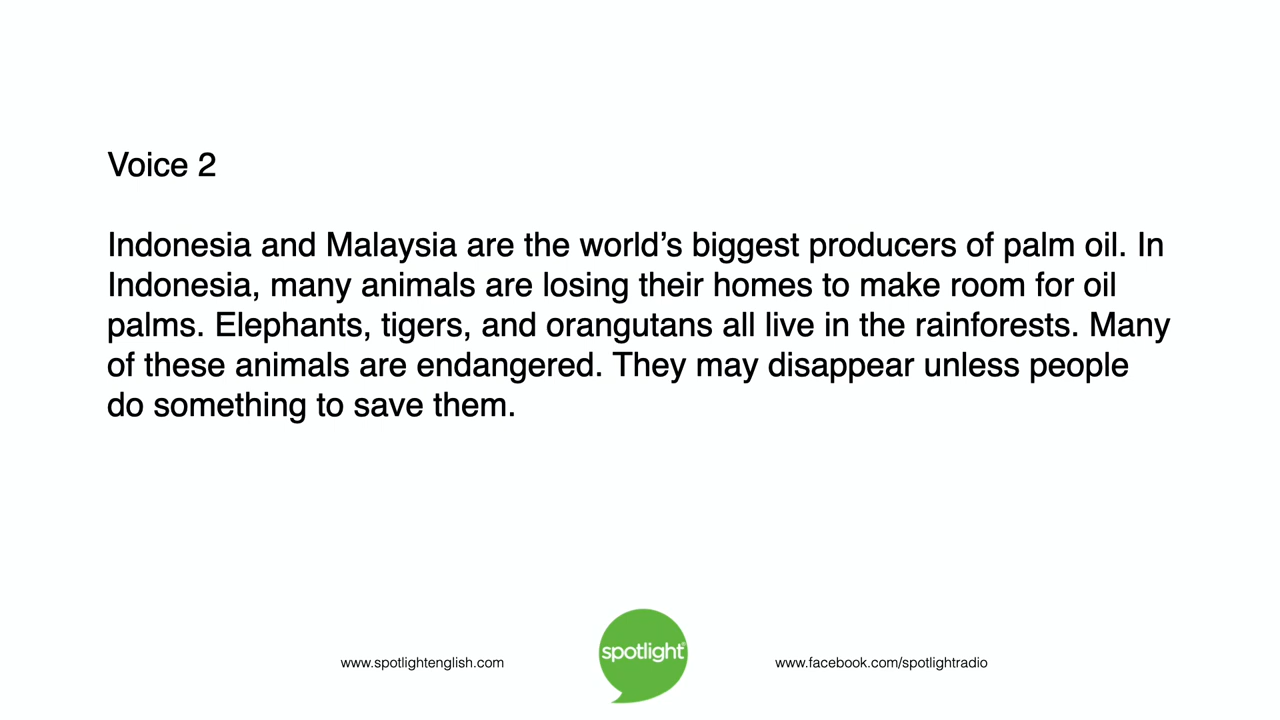 Voice 2
Indonesia and Malaysia are the world’s biggest producers of palm oil. In
Indonesia, many animals are losing their homes to make room for oil
palms. Elephants, tigers, and orangutans all live in the rainforests. Many
of these animals are endangered. They may disappear unless people
do something to save them.
www.spotlightenglish.com
spotlight®
www.facebook.com/spotlightradio